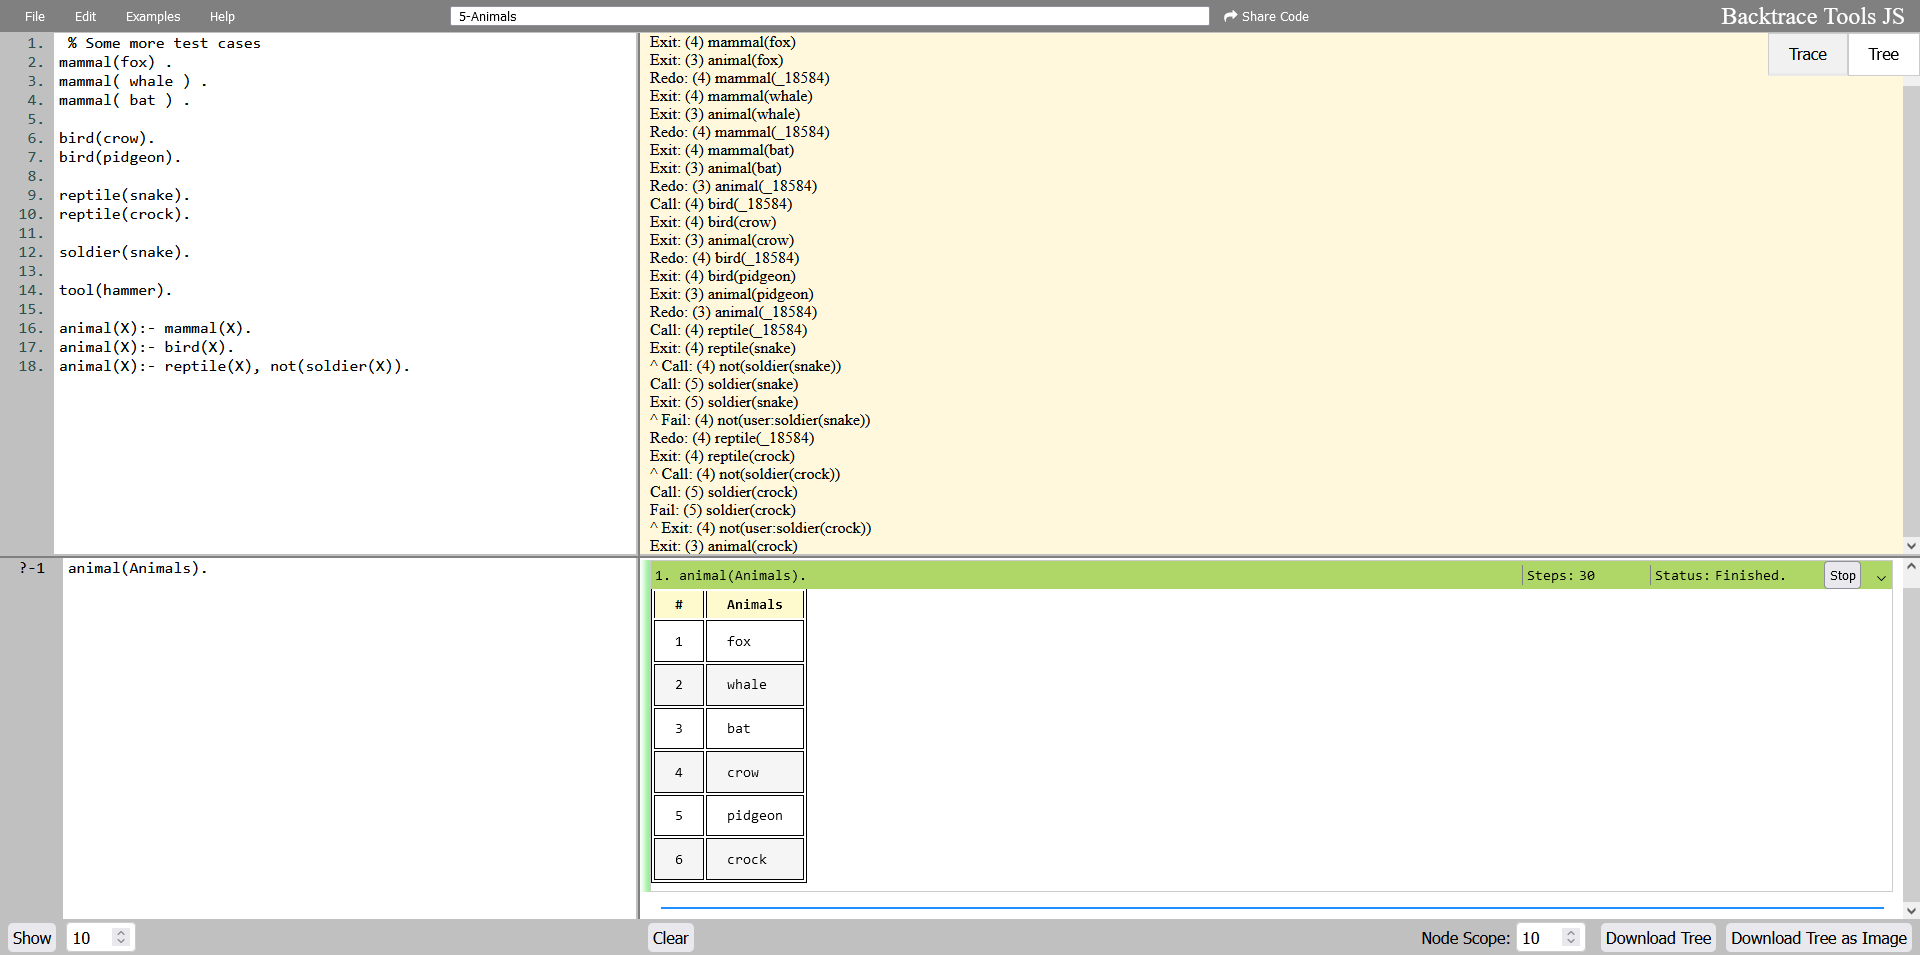 File Edit Examples Help 5-Animals Share Code Backtrace Tools JS
1. % Some more test cases
2. mammal(fox) .
3. mammal( whale ) .
4. mammal( bat ) .
5.
6. bird(crow).
7. bird(pidgeon).
8.
9. reptile(snake).
10. reptile(crock).
11.
12. soldier(snake).
13.
14. tool(hammer).
15.
16. animal(X):- mammal(X).
17. animal(X):- bird(X).
18. animal(X):- reptile(X), not(soldier(X)).
Trace Tree
Exit: (4) mammal(fox)
Exit: (3) animal(fox)
Redo: (4) mammal(_18584)
Exit: (4) mammal(whale)
Exit: (3) animal(whale)
Redo: (4) mammal(_18584)
Exit: (4) mammal(bat)
Exit: (3) animal(bat)
Redo: (3) animal(_18584)
Call: (4) bird(_18584)
Exit: (4) bird(crow)
Exit: (3) animal(crow)
Redo: (4) bird(_18584)
Exit: (4) bird(pidgeon)
Exit: (3) animal(pidgeon)
Redo: (3) animal(_18584)
Call: (4) reptile(_18584)
Exit: (4) reptile(snake)
^ Call: (4) not(soldier(snake))
Call: (5) soldier(snake)
Exit: (5) soldier(snake)
^ Fail: (4) not(user:soldier(snake))
Redo: (4) reptile(_18584)
Exit: (4) reptile(crock)
^ Call: (4) not(soldier(crock))
Call: (5) soldier(crock)
Fail: (5) soldier(crock)
^ Exit: (4) not(user:soldier(crock))
Exit: (3) animal(crock)
?-1 animal(Animals).
1. animal(Animals). Steps: 30 Status: Finished. Stop
# Animals
1 fox
2 whale
3 bat
4 crow
5 pidgeon
6 crock
Show 10 Clear Node Scope: 10 Download Tree Download Tree as Image